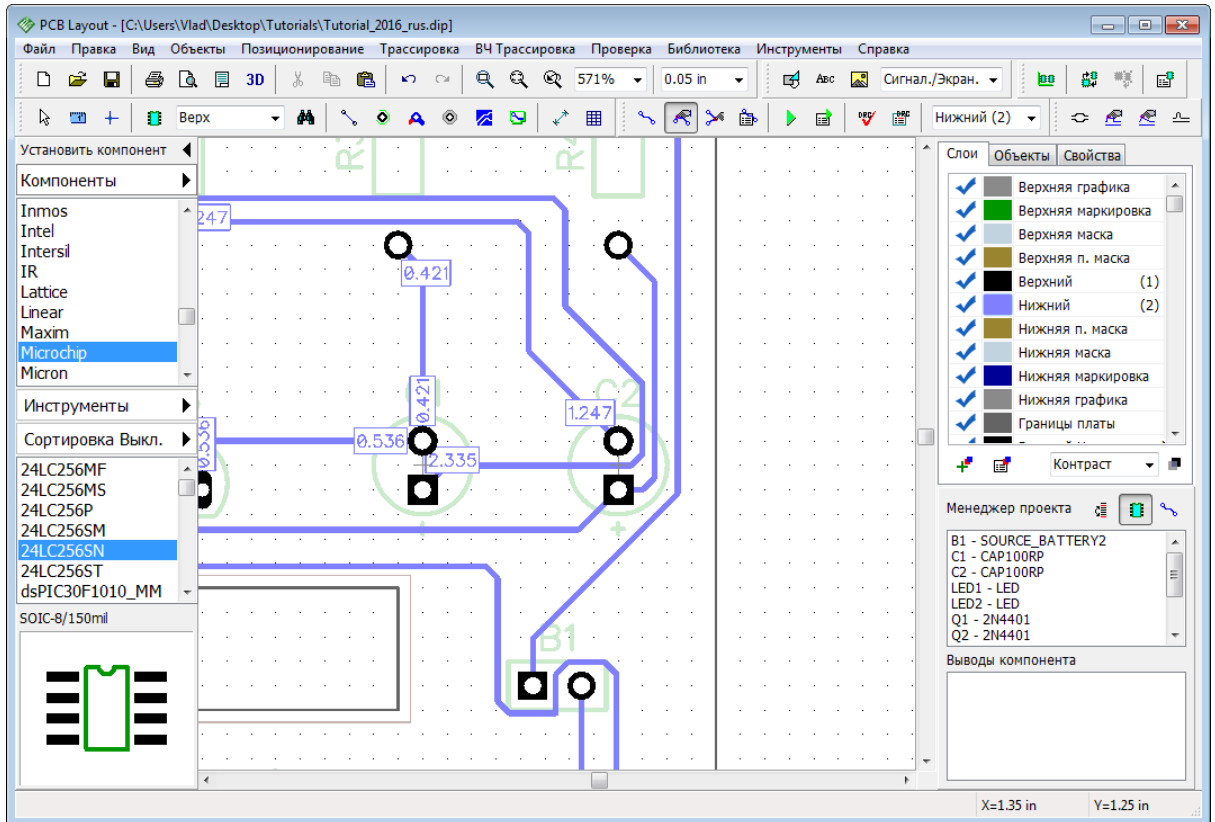 PCB Layout - [C:\Users\Vlad\Desktop\Tutorials\Tutorial_2016_rus.dip]
Файл Правка Вид Объекты Позиционирование Трассировка ВЧ Трассировка Проверка Библиотека Инструменты Справка
3D 571% 0.05 in ABC Сигнал./Экран.
Верх DRC DRC Нижний (2)
Установить компонент
Компоненты
Inmos
Intel
Intersil
IR
Lattice
Linear
Maxim
Microchip
Micron
Инструменты
Сортировка Выкл.
24LC256MF
24LC256MS
24LC256P
24LC256SM
24LC256SN
24LC256ST
dsPIC30F1010_MM
SOIC-8/150mil
R3
R4
247
0.421
0.421
C2
1.247
0.536
0.536
2.335
+
+
B1
Слои Объекты Свойства
Верхняя графика
Верхняя маркировка
Верхняя маска
Верхняя п. маска
Верхний (1)
Нижний (2)
Нижняя п. маска
Нижняя маска
Нижняя маркировка
Нижняя графика
Границы платы
Контраст
Менеджер проекта
B1 - SOURCE_BATTERY2
C1 - CAP100RP
C2 - CAP100RP
LED1 - LED
LED2 - LED
Q1 - 2N4401
Q2 - 2N4401
Выводы компонента
X=1.35 in Y=1.25 in